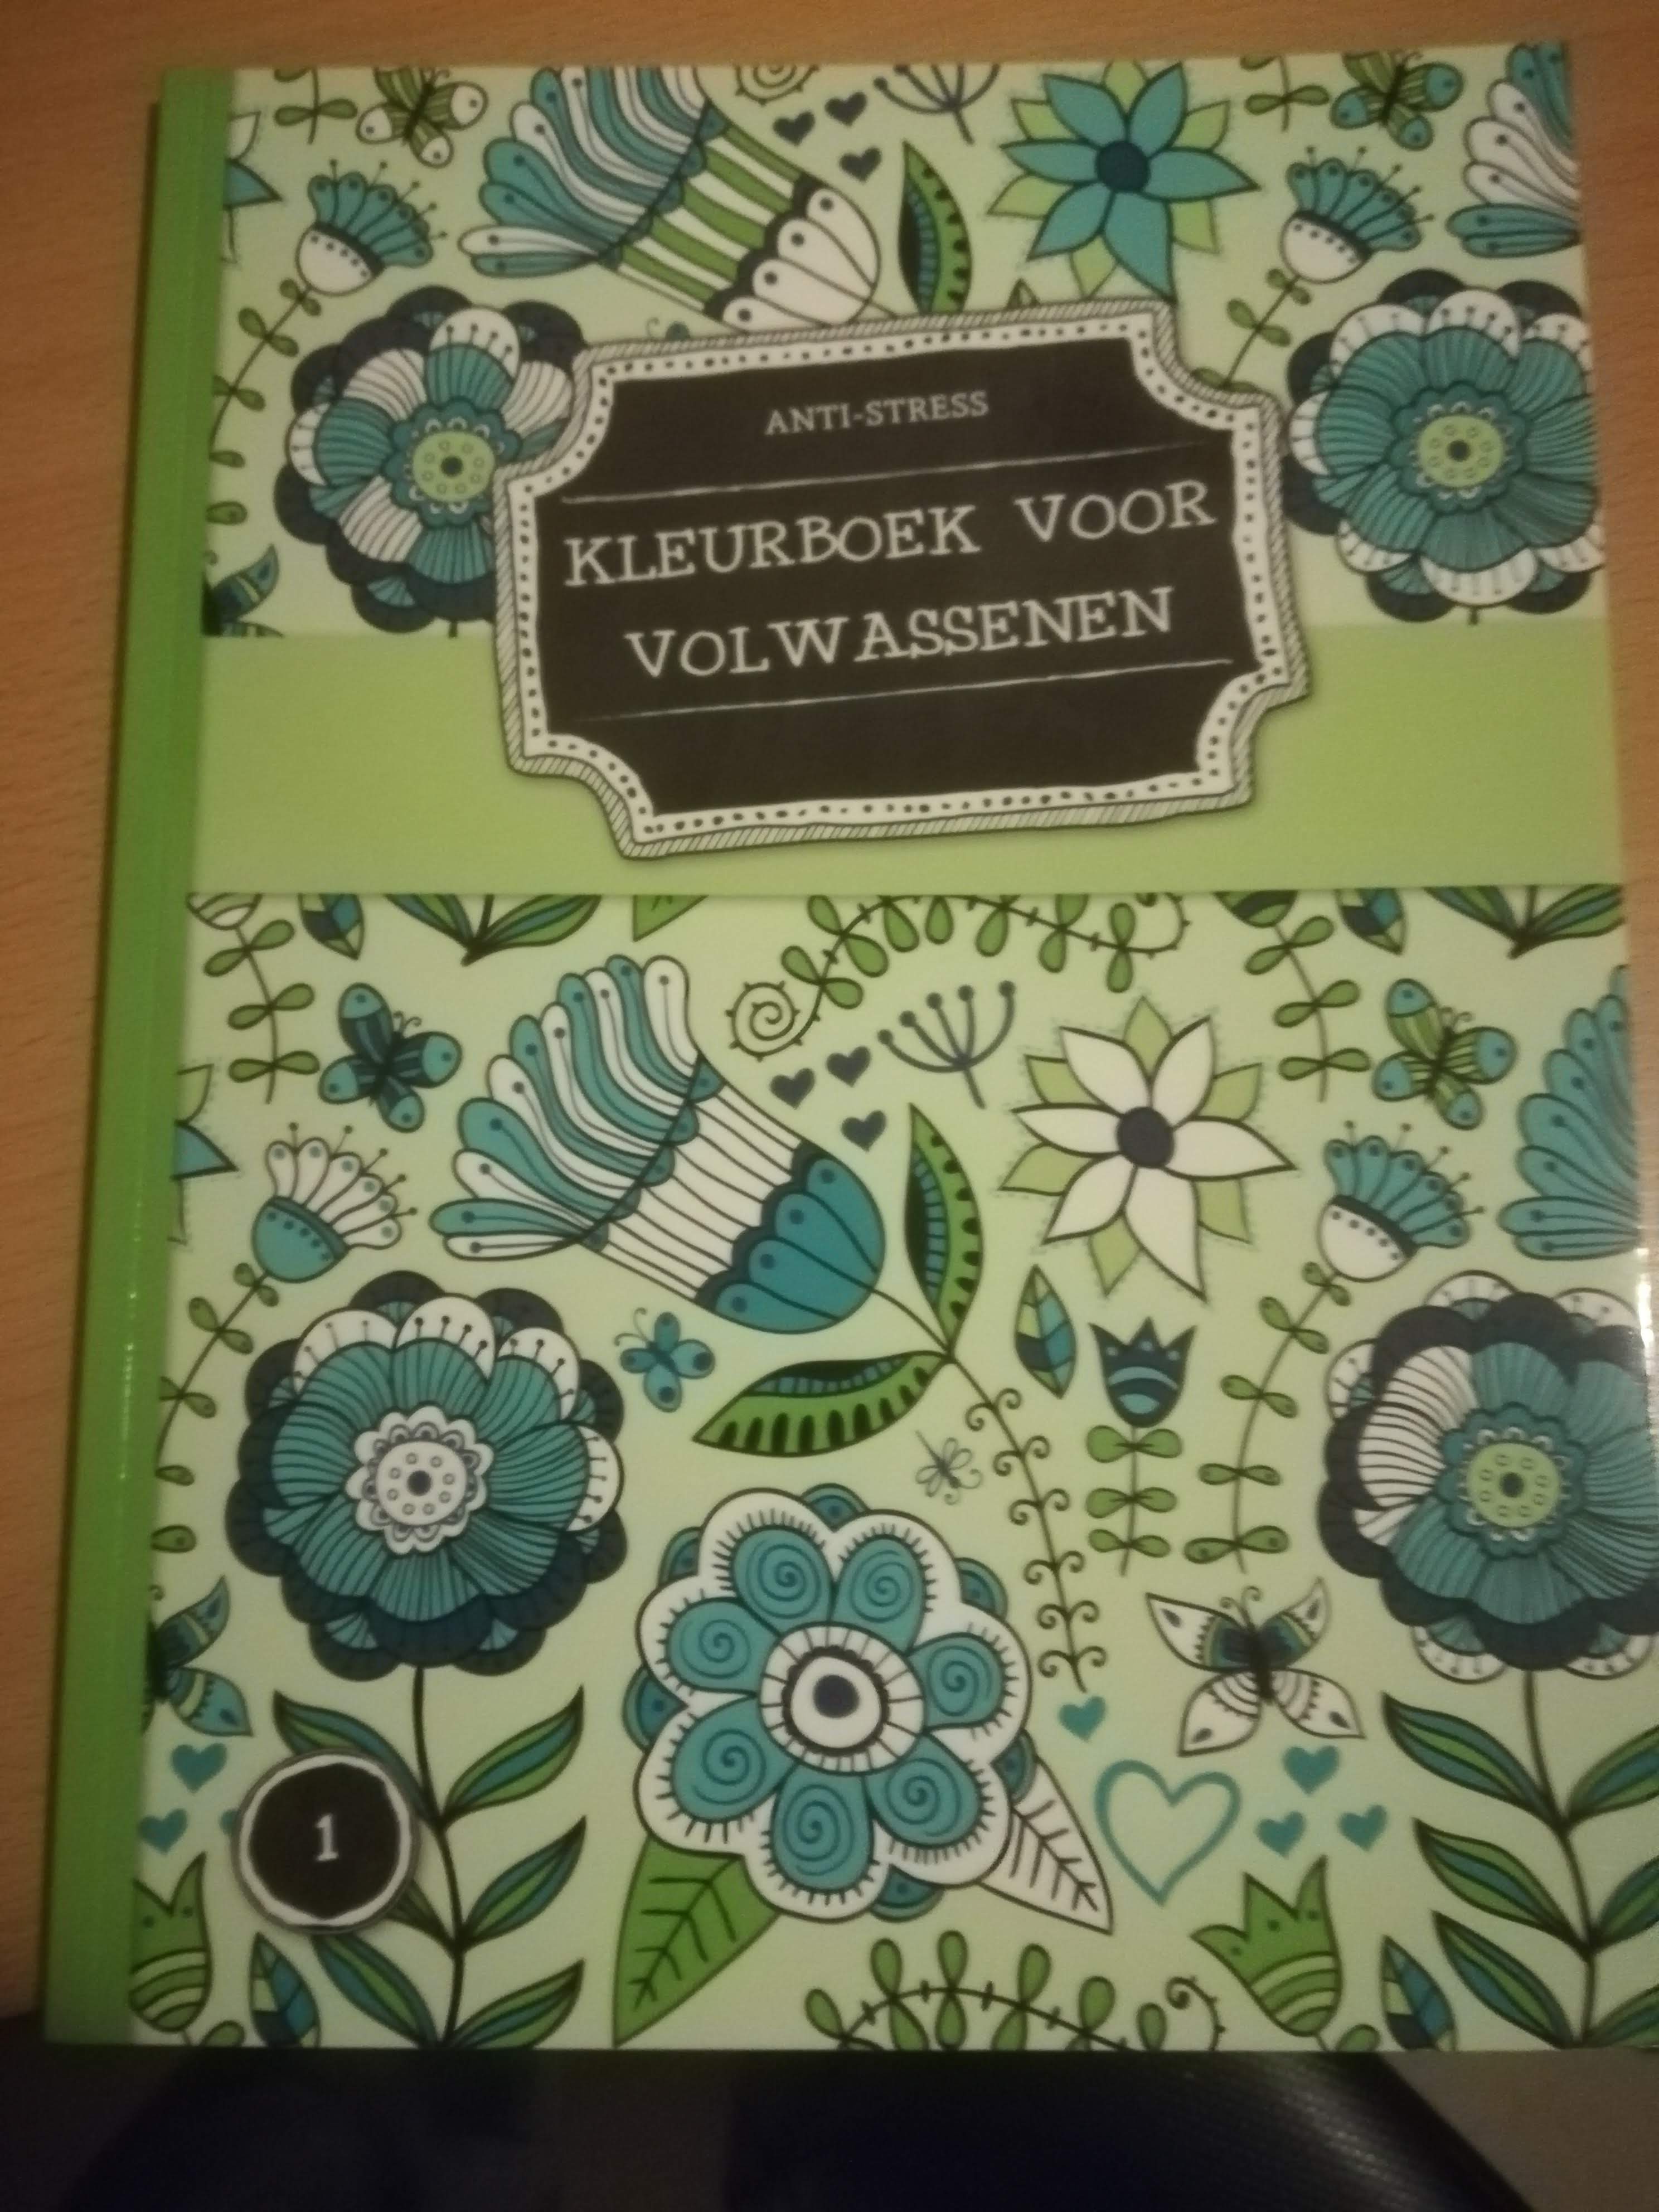 ANTI-STRESS
KLEURBOEK VOOR
VOLWASSENEN
1